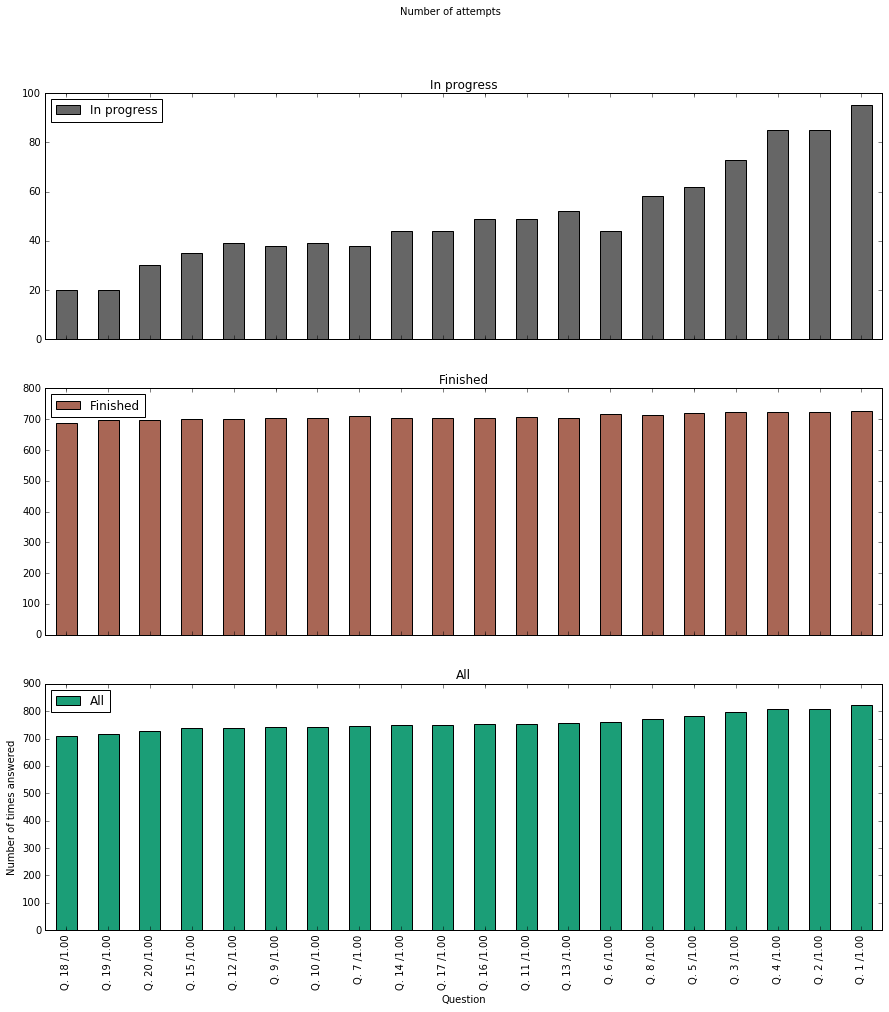 Number of attempts
In progress
100
80
60
40
20
0
In progress
Finished
800
700
600
500
400
300
200
100
0
Finished
All
900
800
700
600
500
400
300
200
100
0
All
Number of times answered
Q. 18 /1.00
Q. 19 /1.00
Q. 20 /1.00
Q. 15 /1.00
Q. 12 /1.00
Q. 9 /1.00
Q. 10 /1.00
Q. 7 /1.00
Q. 14 /1.00
Q. 17 /1.00
Q. 16 /1.00
Q. 11 /1.00
Q. 13 /1.00
Q. 6 /1.00
Q. 8 /1.00
Q. 5 /1.00
Q. 3 /1.00
Q. 4 /1.00
Q. 2 /1.00
Q. 1 /1.00
Question